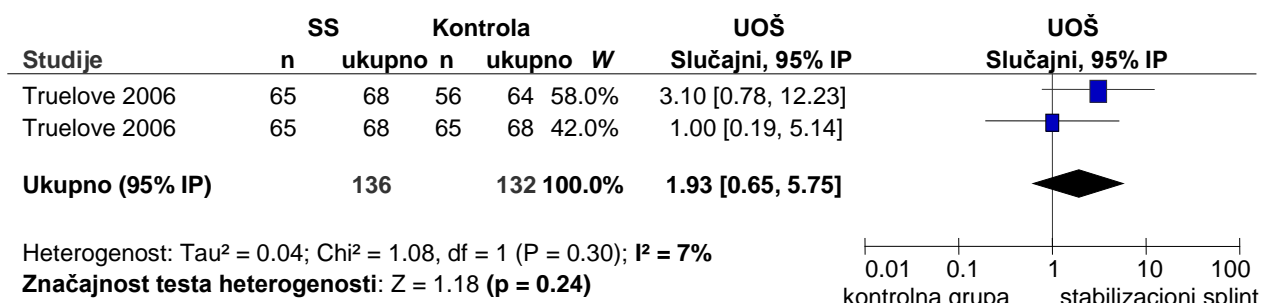 SS Kontrola UOŠ UOŠ
Studije n ukupno n ukupno W Slučajni, 95% IP Slučajni, 95% IP
Truelove 2006 65 68 56 64 58.0% 3.10 [0.78, 12.23]
Truelove 2006 65 68 65 68 42.0% 1.00 [0.19, 5.14]
Ukupno (95% IP) 136 132 100.0% 1.93 [0.65, 5.75]
Heterogenost: Tau² = 0.04; Chi² = 1.08, df = 1 (P = 0.30); I² = 7%
Značajnost testa heterogenosti: Z = 1.18 (p = 0.24)
0.01 0.1 1 10 100
kontrolna grupa stabilizacioni splint